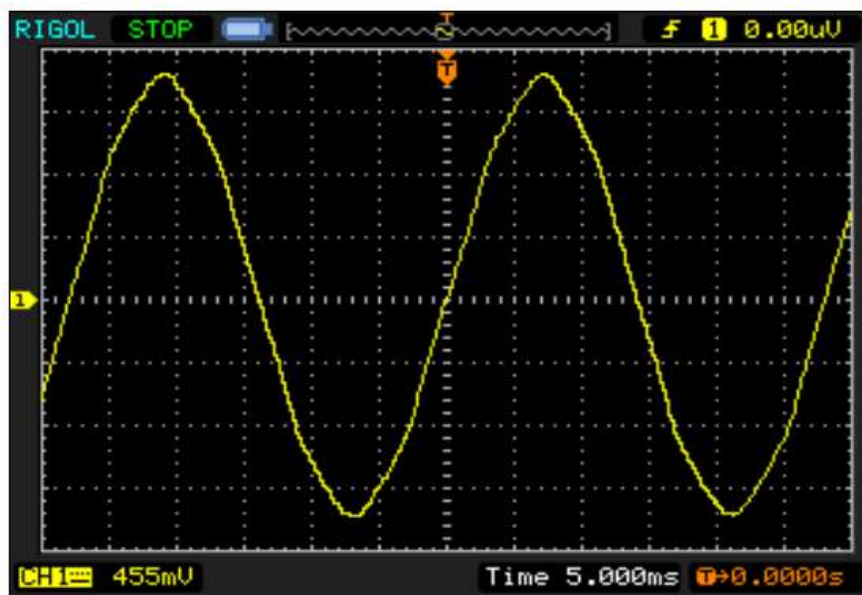 RIGOL STOP T 1 0.00uV
T
1
CH1 455mV Time 5.000ms T→0.0000s